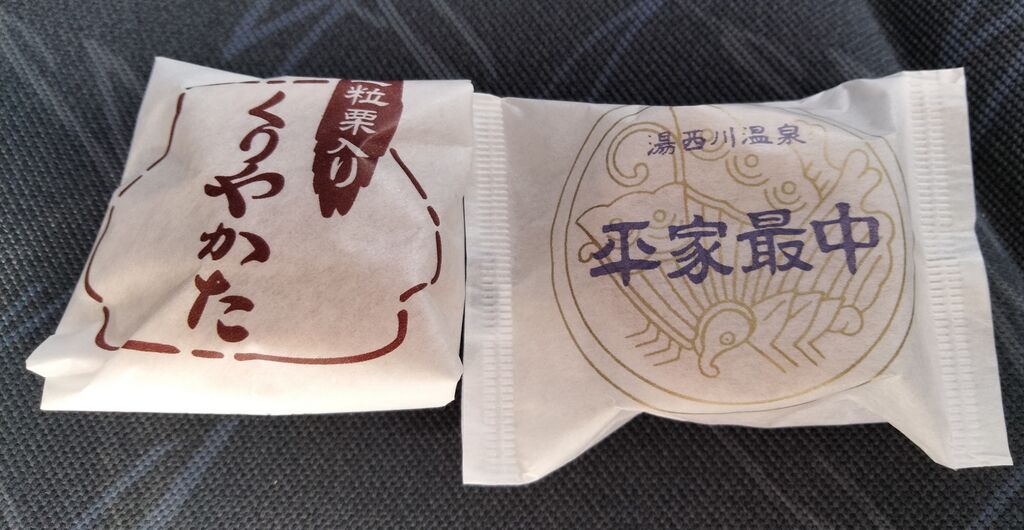 粒栗入り
くりやかた
湯西川温泉
平家最中